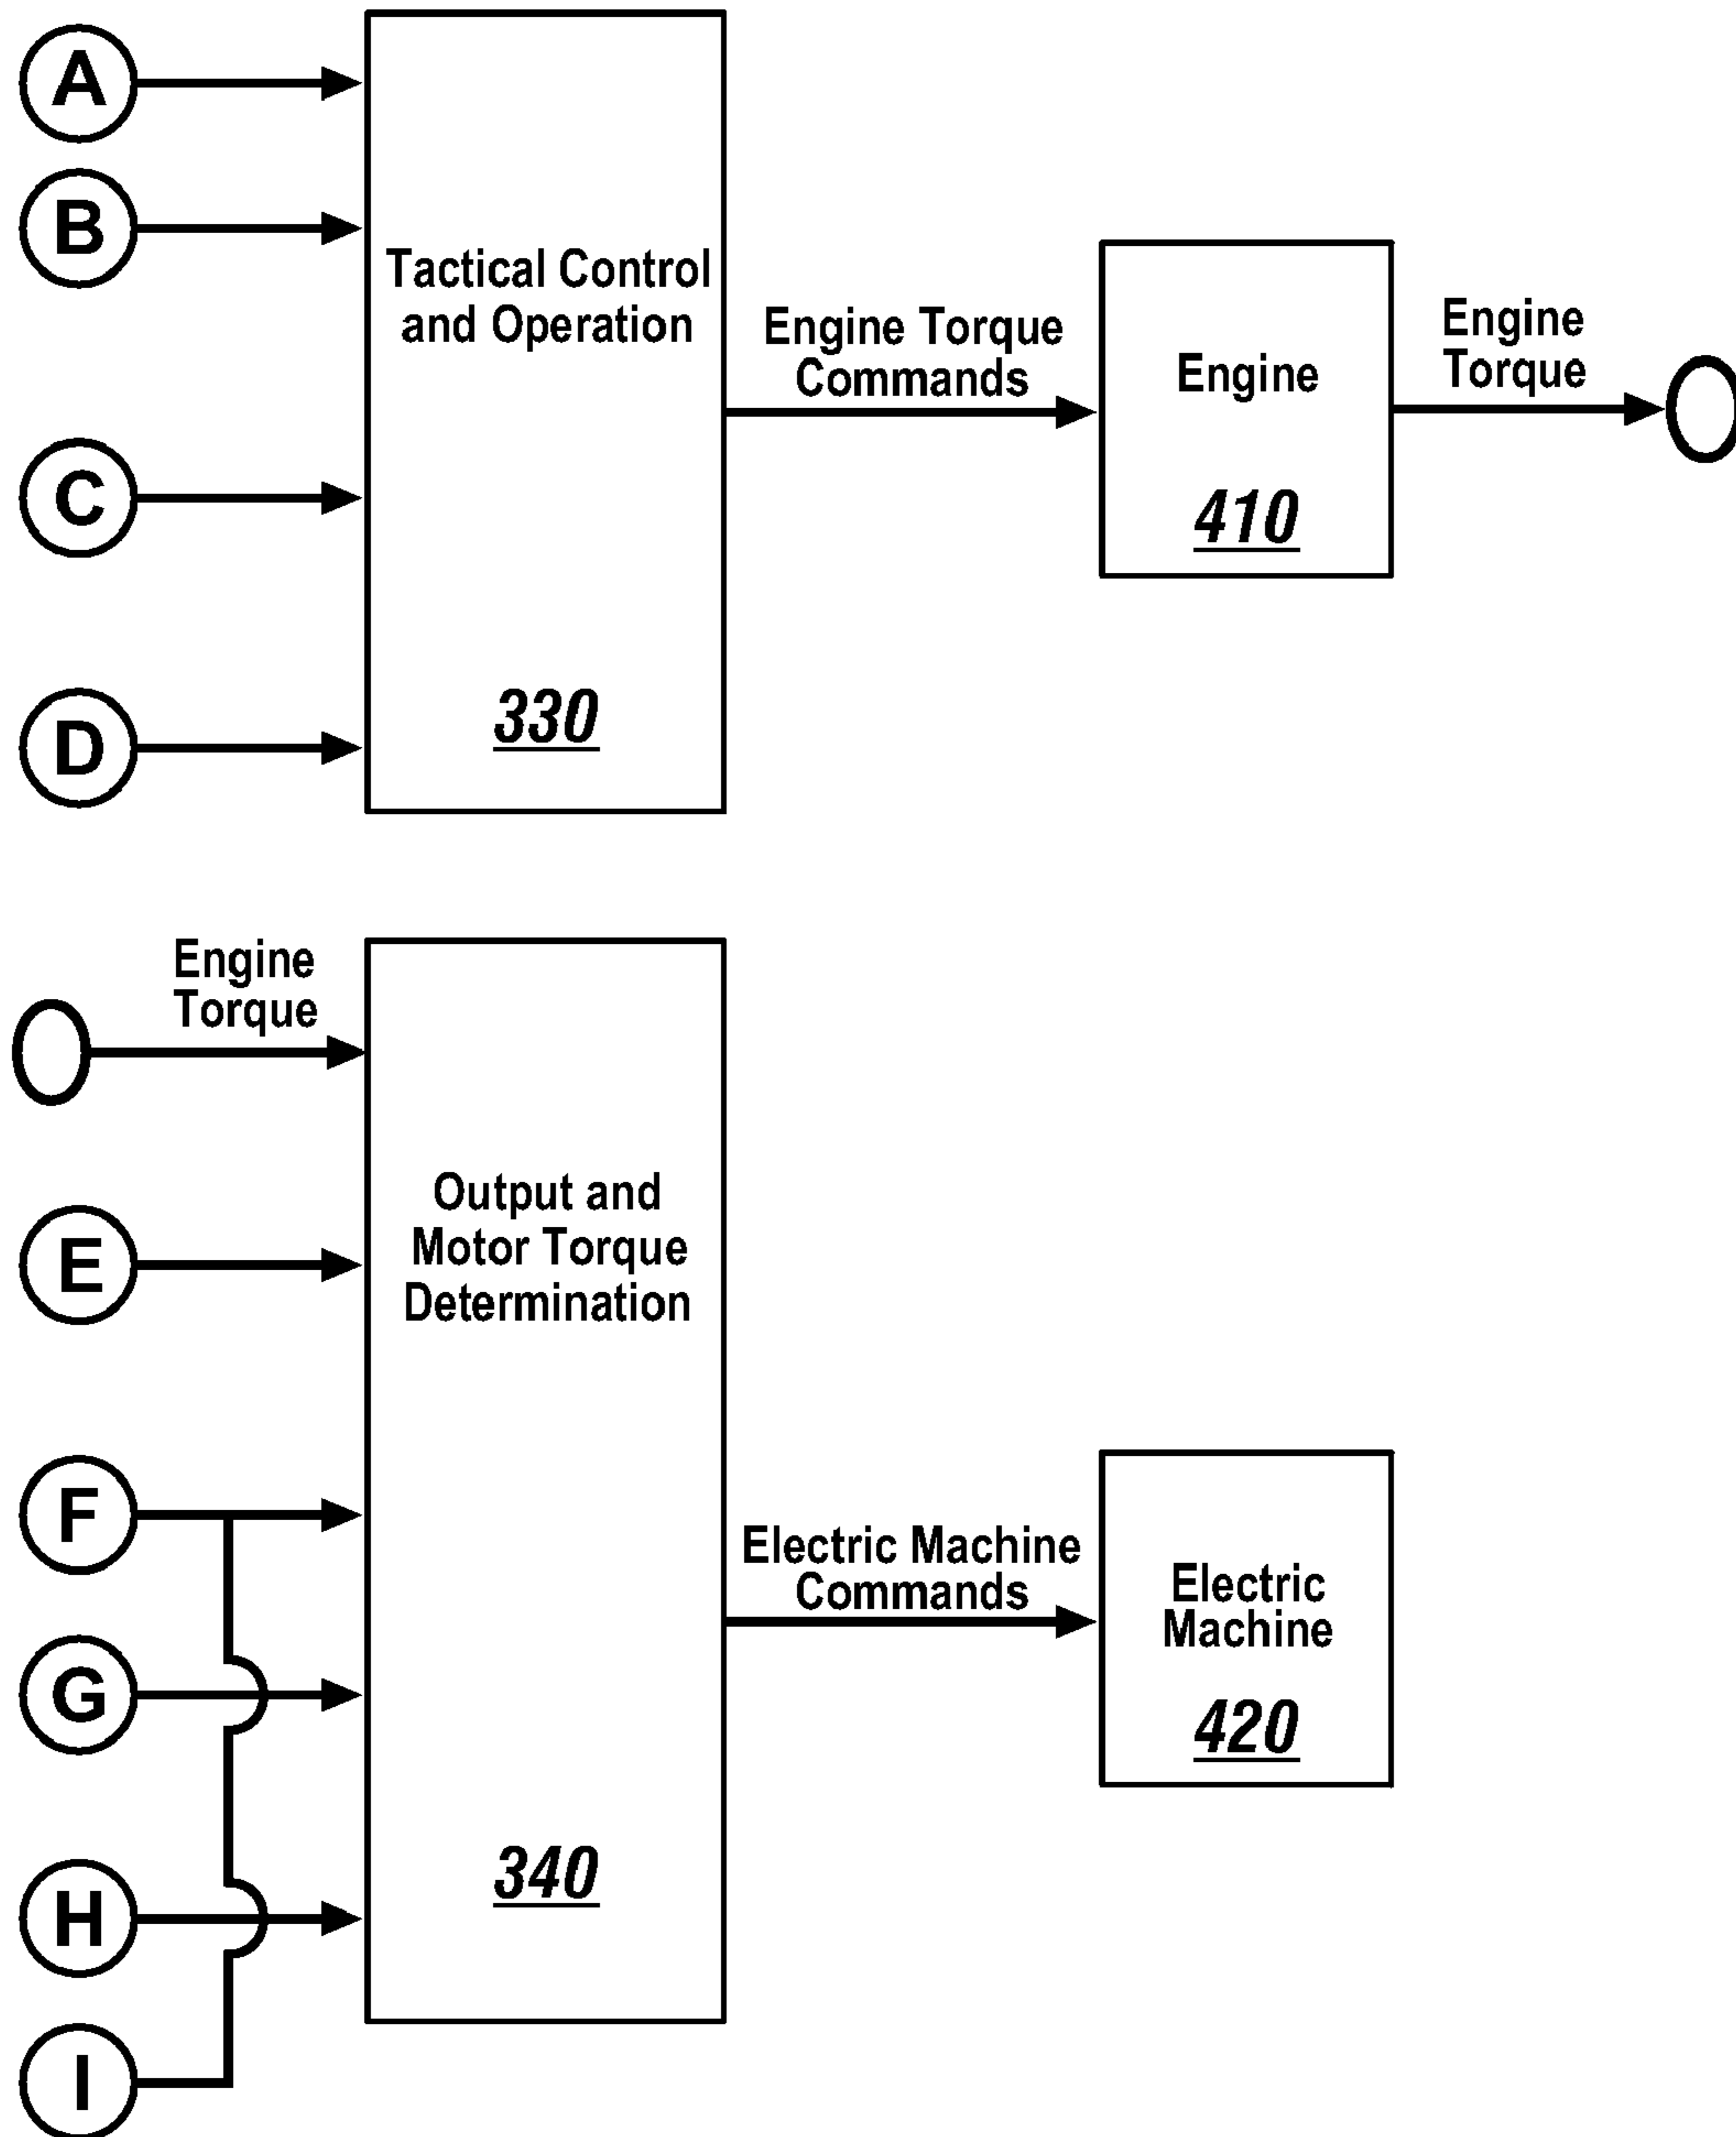 A
B
Tactical Control
and Operation
Engine Torque
Commands
Engine
Engine
Torque
C
410
D
330
Engine
Torque
Output and
Motor Torque
Determination
E
F
Electric Machine
Commands
Electric
Machine
G
420
H
340
I